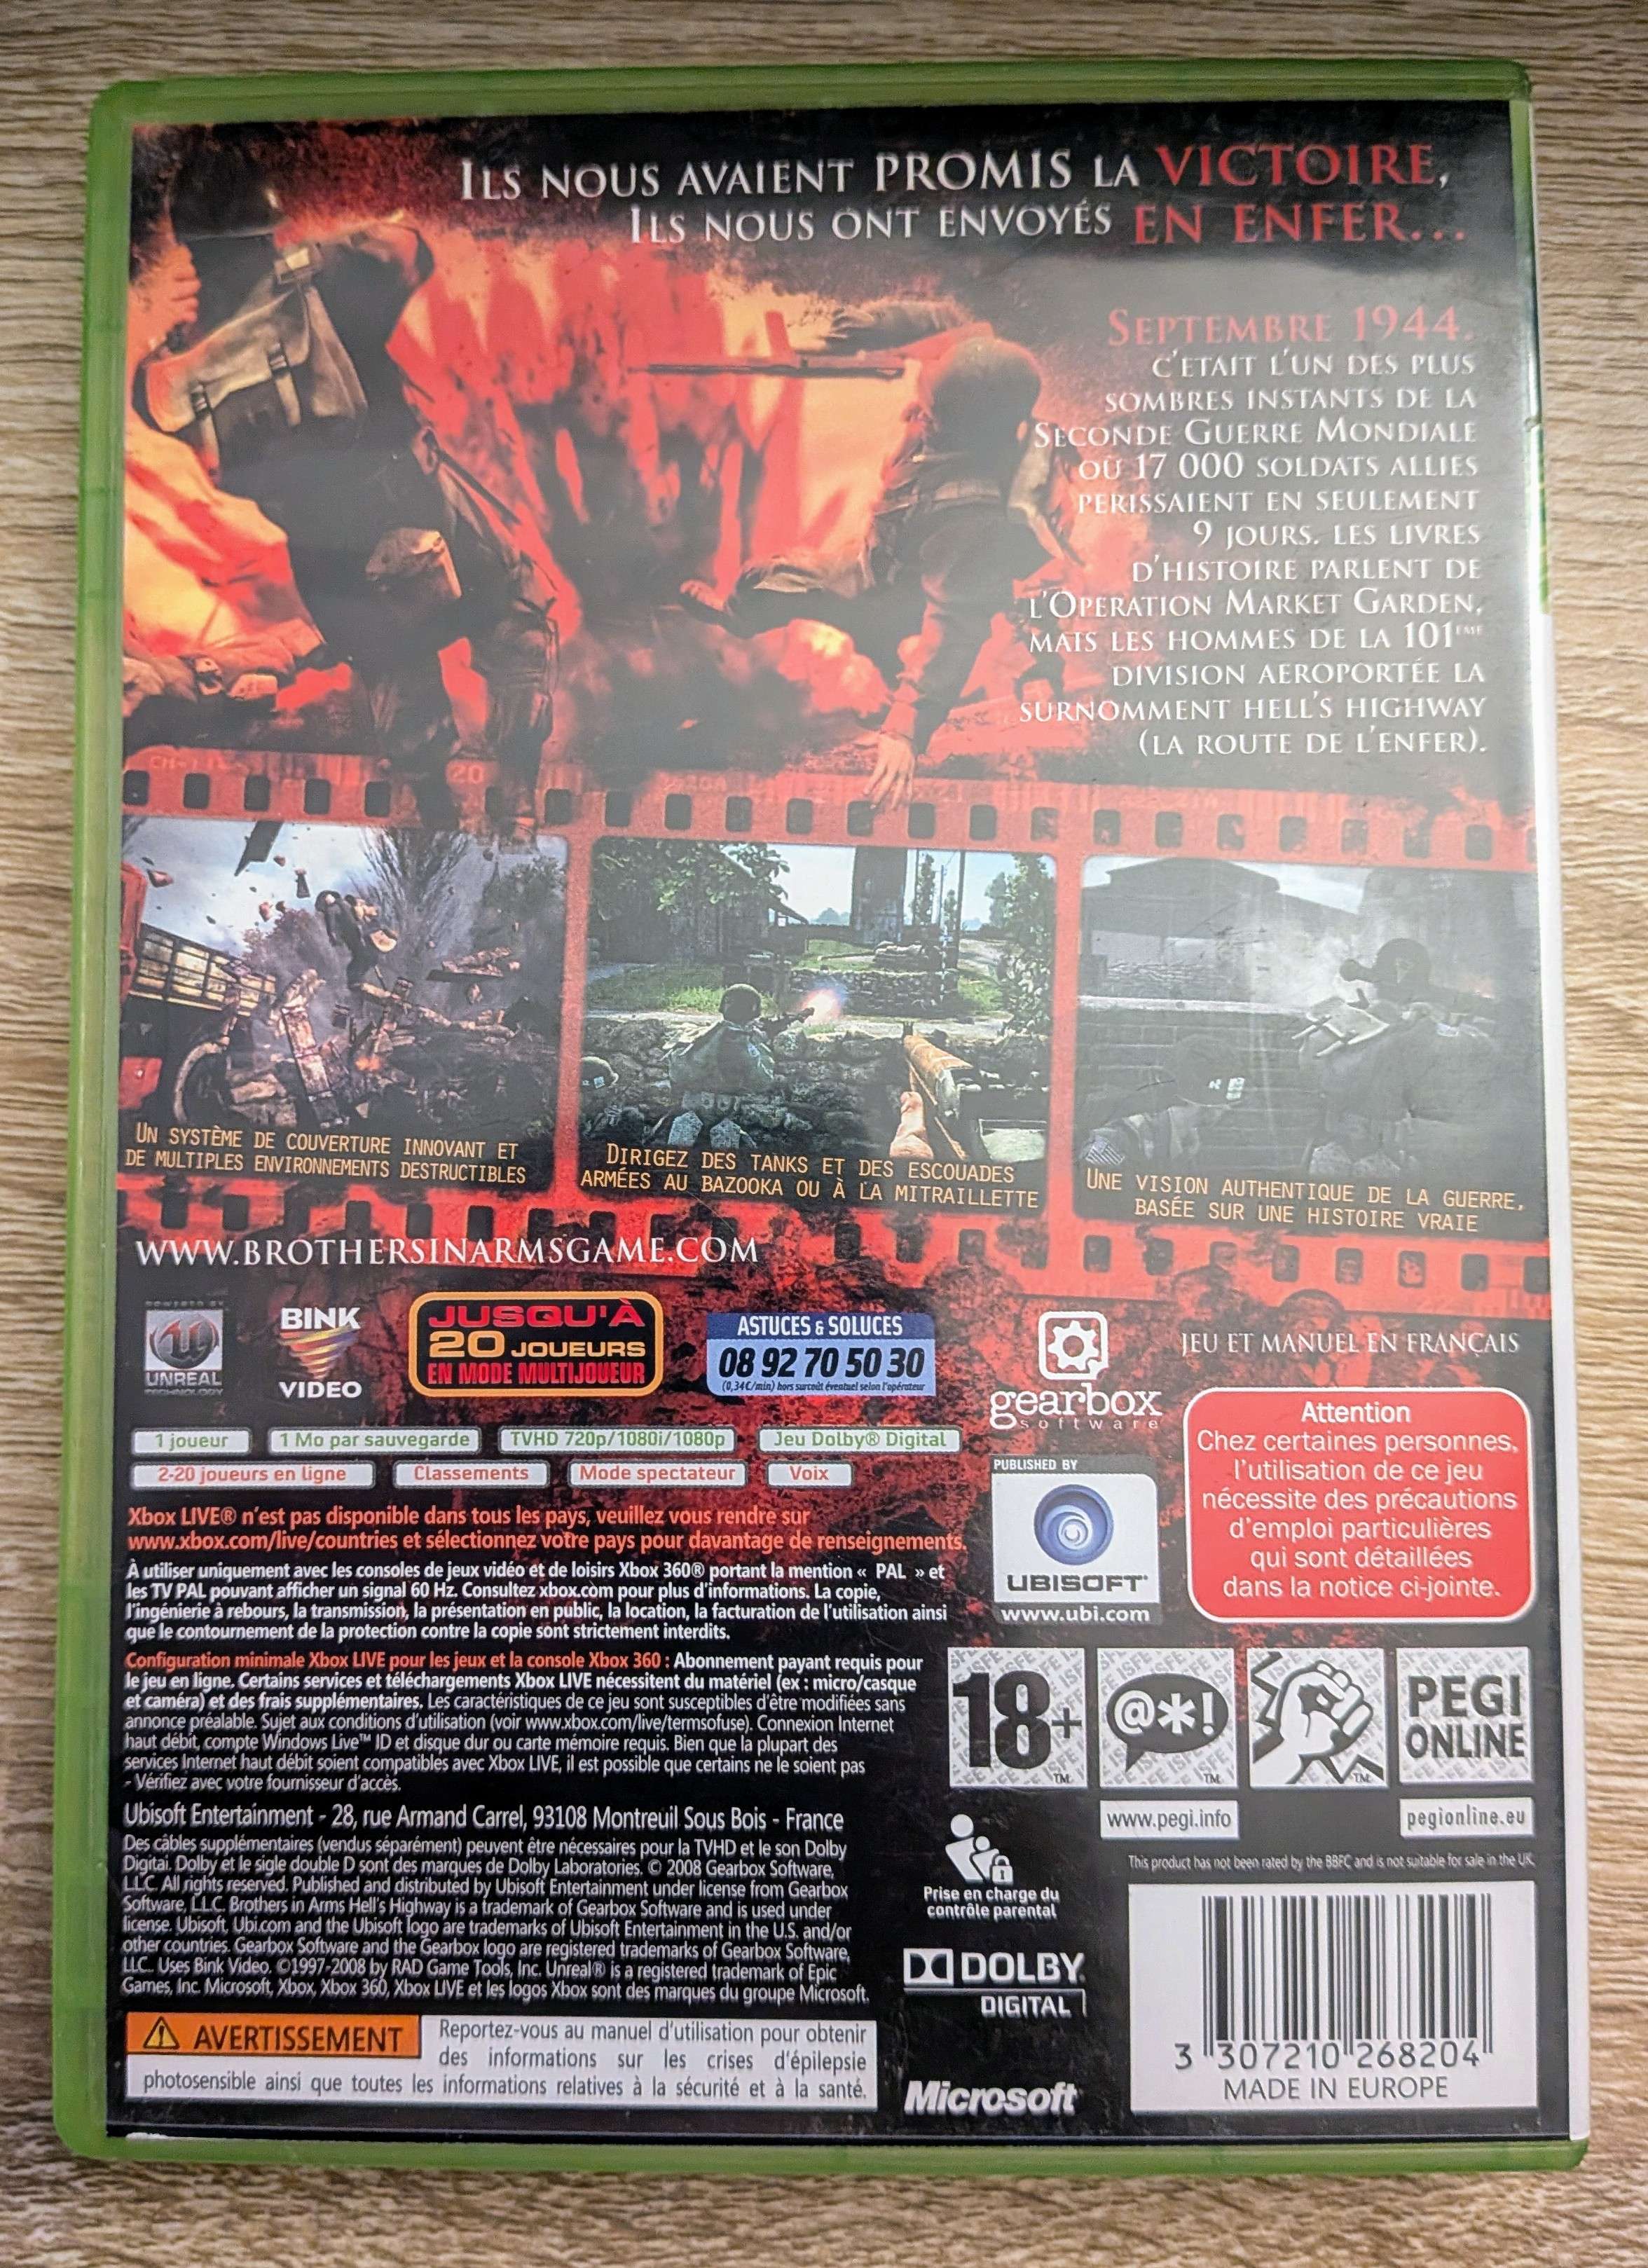 ILS NOUS AVAIENT PROMIS LA VICTOIRE,
ILS NOUS ONT ENVOYÉS EN ENFER...
SEPTEMBRE 1944.
C'ETAIT L'UN DES PLUS
SOMBRES INSTANTS DE LA
SECONDE GUERRE MONDIALE
OÙ 17 000 SOLDATS ALLIES
PERISSAIENT EN SEULEMENT
9 JOURS. LES LIVRES
D'HISTOIRE PARLENT DE
L'OPERATION MARKET GARDEN,
MAIS LES HOMMES DE LA 101EME
DIVISION AEROPORTÉE LA
SURNOMMENT HELL'S HIGHWAY
(LA ROUTE DE L'ENFER).
20
UN SYSTÈME DE COUVERTURE INNOVANT ET
DE MULTIPLES ENVIRONNEMENTS DESTRUCTIBLES
DIRIGEZ DES TANKS ET DES ESCOUADES
ARMÉES AU BAZOOKA OU À LA MITRAILLETTE
UNE VISION AUTHENTIQUE DE LA GUERRE,
BASÉE SUR UNE HISTOIRE VRAIE
WWW.BROTHERSINARMSGAME.COM
POWERED BY
UNREAL
TECHNOLOGY
BINK
VIDEO
JUSQU'À
20 JOUEURS
EN MODE MULTIJOUEUR
ASTUCES & SOLUCES
08 92 70 50 30
(0,34€/min) hors surcoût éventuel selon l'opérateur
gearbox
software
JEU ET MANUEL EN FRANÇAIS
1 joueur
1 Mo par sauvegarde
TVHD 720p/1080i/1080p
Jeu Dolby® Digital
2-20 joueurs en ligne
Classements
Mode spectateur
Voix
PUBLISHED BY
UBISOFT
www.ubi.com
Attention
Chez certaines personnes,
l'utilisation de ce jeu
nécessite des précautions
d'emploi particulières
qui sont détaillées
dans la notice ci-jointe.
Xbox LIVE® n'est pas disponible dans tous les pays, veuillez vous rendre sur
www.xbox.com/live/countries et sélectionnez votre pays pour davantage de renseignements.
À utiliser uniquement avec les consoles de jeux vidéo et de loisirs Xbox 360® portant la mention « PAL » et
les TV PAL pouvant afficher un signal 60 Hz. Consultez xbox.com pour plus d'informations. La copie,
l'ingénierie à rebours, la transmission, la présentation en public, la location, la facturation de l'utilisation ainsi
que le contournement de la protection contre la copie sont strictement interdits.
Configuration minimale Xbox LIVE pour les jeux et la console Xbox 360 : Abonnement payant requis pour
le jeu en ligne. Certains services et téléchargements Xbox LIVE nécessitent du matériel (ex : micro/casque
et caméra) et des frais supplémentaires. Les caractéristiques de ce jeu sont susceptibles d'être modifiées sans
annonce préalable. Sujet aux conditions d'utilisation (voir www.xbox.com/live/termsofuse). Connexion Internet
haut débit, compte Windows Live™ ID et disque dur ou carte mémoire requis. Bien que la plupart des
services Internet haut débit soient compatibles avec Xbox LIVE, il est possible que certains ne le soient pas
- Vérifiez avec votre fournisseur d'accès.
Ubisoft Entertainment - 28, rue Armand Carrel, 93108 Montreuil Sous Bois - France
Des câbles supplémentaires (vendus séparément) peuvent être nécessaires pour la TVHD et le son Dolby
Digital. Dolby et le sigle double D sont des marques de Dolby Laboratories. © 2008 Gearbox Software,
LLC. All rights reserved. Published and distributed by Ubisoft Entertainment under license from Gearbox
Software, LLC. Brothers in Arms Hell's Highway is a trademark of Gearbox Software and is used under
license. Ubisoft, Ubi.com and the Ubisoft logo are trademarks of Ubisoft Entertainment in the U.S. and/or
other countries. Gearbox Software and the Gearbox logo are registered trademarks of Gearbox Software,
LLC. Uses Bink Video. ©1997-2008 by RAD Game Tools, Inc. Unreal® is a registered trademark of Epic
Games, Inc. Microsoft, Xbox, Xbox 360, Xbox LIVE et les logos Xbox sont des marques du groupe Microsoft.
18+
TM
@*!
TM
TM
PEGI
ONLINE
www.pegi.info
pegionline.eu
Prise en charge du
contrôle parental
This product has not been rated by the BBFC and is not suitable for sale in the UK.
DOLBY
DIGITAL
Microsoft
3 307210 268204
MADE IN EUROPE
AVERTISSEMENT
Reportez-vous au manuel d'utilisation pour obtenir
des informations sur les crises d'épilepsie
photosensible ainsi que toutes les informations relatives à la sécurité et à la santé.